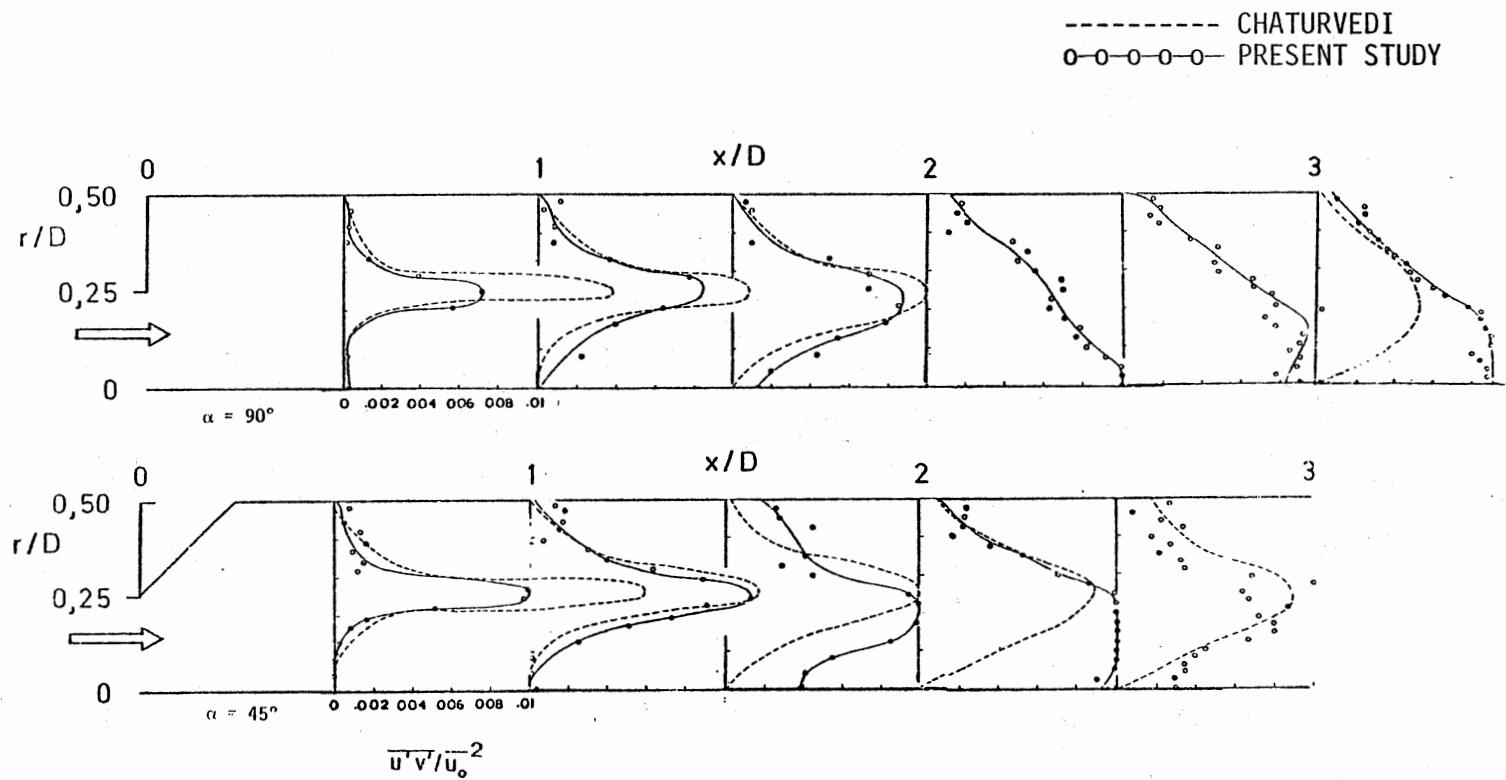 CHATURVEDI
o-o-o-o-o- PRESENT STUDY
0 1 x/D 2 3
0,50
r/D
0,25
0
0 .002 004 006 008 .01
α = 90°
0 1 x/D 2 3
0,50
r/D
0,25
0
0 .002 004 006 008 .01
α = 45°
u'v'/u₀²